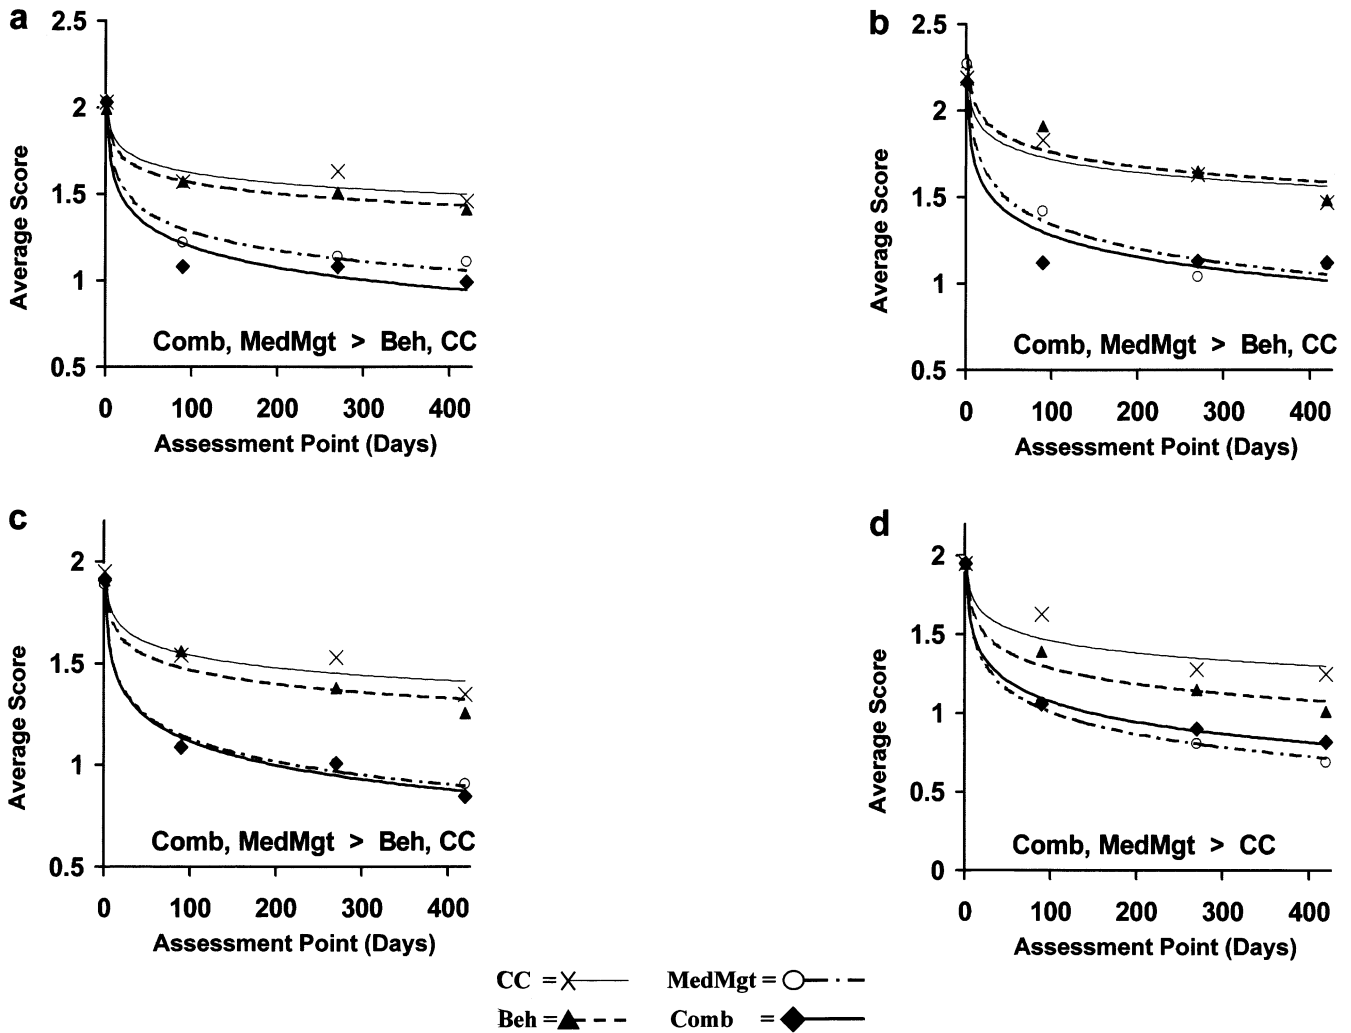 a
2.5
2
1.5
1
0.5
Average Score
Comb, MedMgt > Beh, CC
0 100 200 300 400
Assessment Point (Days)
b
2.5
2
1.5
1
0.5
Average Score
Comb, MedMgt > Beh, CC
0 100 200 300 400
Assessment Point (Days)
c
2
1.5
1
0.5
Average Score
Comb, MedMgt > Beh, CC
0 100 200 300 400
Assessment Point (Days)
d
2
1.5
1
0.5
0
Average Score
Comb, MedMgt > CC
0 100 200 300 400
Assessment Point (Days)
CC =
MedMgt =
Beh =
Comb =